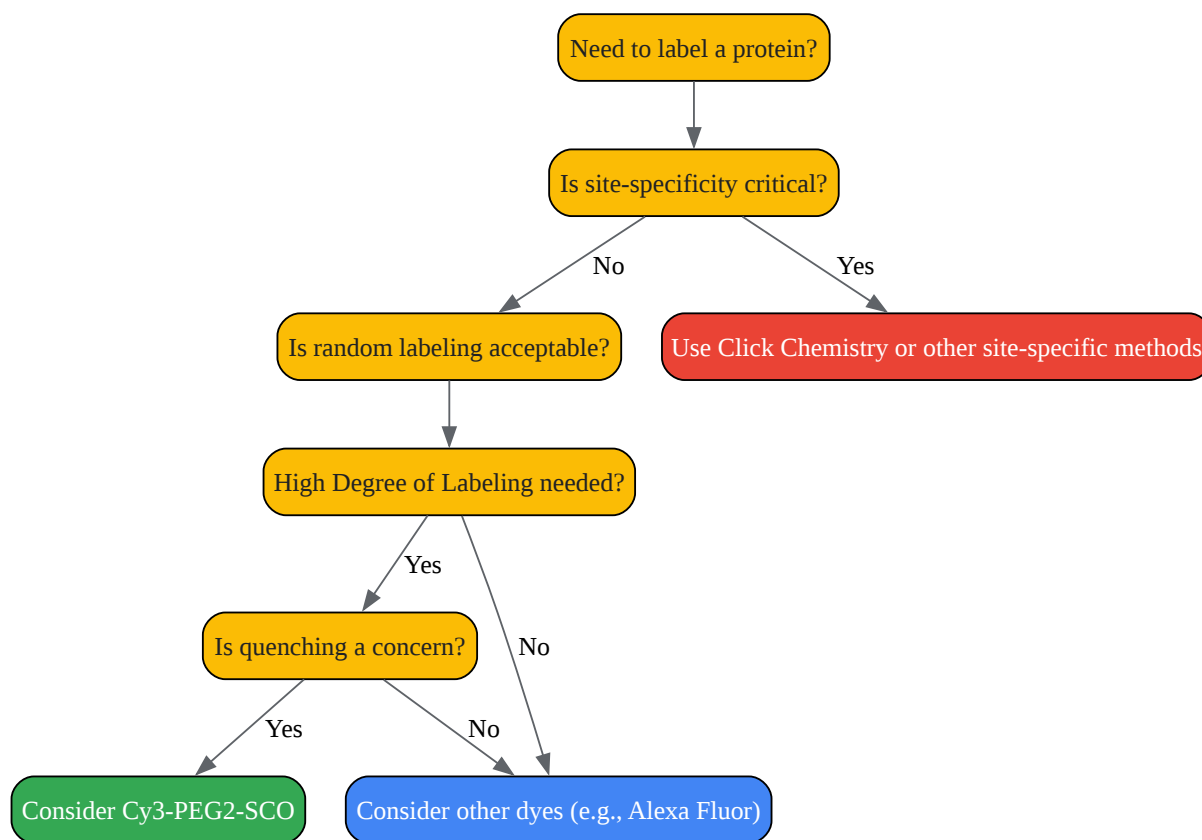 Need to label a protein?
Is site-specificity critical?
No
Yes
Is random labeling acceptable?
Use Click Chemistry or other site-specific methods
High Degree of Labeling needed?
Yes
Is quenching a concern?
No
Yes
No
Consider Cy3-PEG2-SCO
Consider other dyes (e.g., Alexa Fluor)